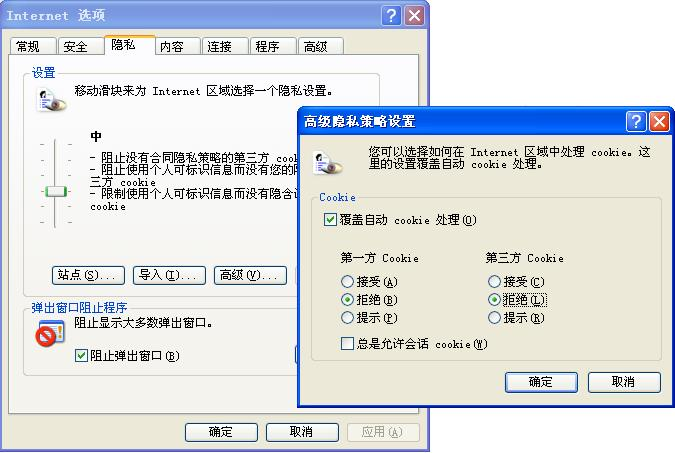 Internet 选项
常规 安全 隐私 内容 连接 程序 高级
设置
移动滑块来为 Internet 区域选择一个隐私设置。
中
- 阻止没有合同隐私策略的第三方
- 阻止使用个人可标识信息而没有您的
三方 cookie
- 限制使用个人可标识信息而没有隐含
cookie
站点(S)... 导入(I)... 高级(V)...
弹出窗口阻止程序
阻止显示大多数弹出窗口。
阻止弹出窗口(B)
确定 取消 应用(A)
高级隐私策略设置
您可以选择如何在 Internet 区域中处理 cookie。这
里的设置覆盖自动 cookie 处理。
Cookie
覆盖自动 cookie 处理(O)
第一方 Cookie 第三方 Cookie
接受(A) 接受(C)
拒绝(B) 拒绝(L)
提示(P) 提示(R)
总是允许会话 cookie(W)
确定 取消